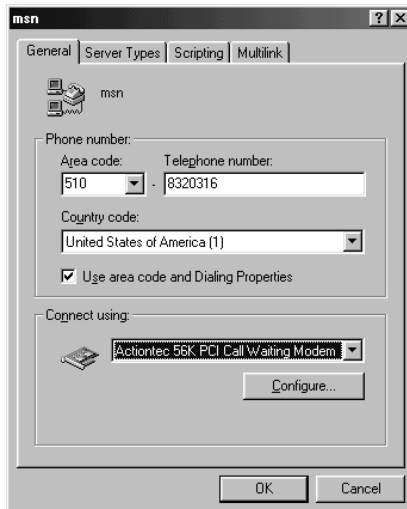 msn
General Server Types Scripting Multilink
msn
Phone number:
Area code: Telephone number:
510 - 8320316
Country code:
United States of America (1)
Use area code and Dialing Properties
Connect using:
Actiontec 56K PCI Call Waiting Modem
Configure...
OK Cancel